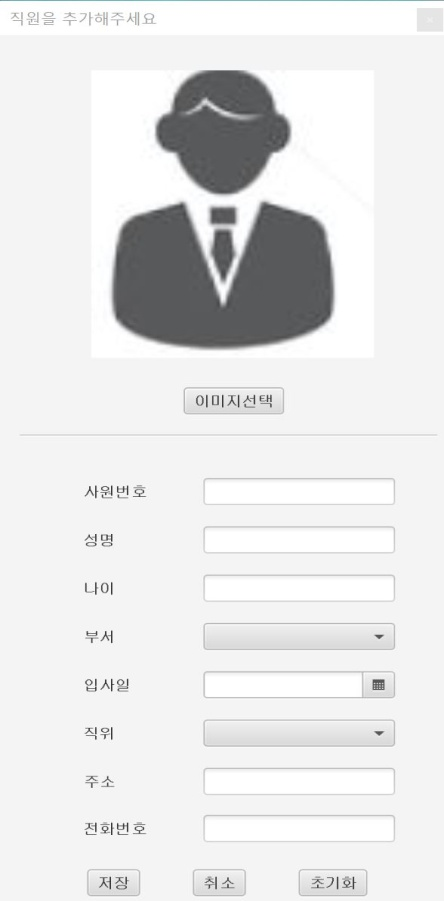 직원을 추가해주세요
이미지선택
사원번호
성명
나이
부서
입사일
직위
주소
전화번호
저장 취소 초기화